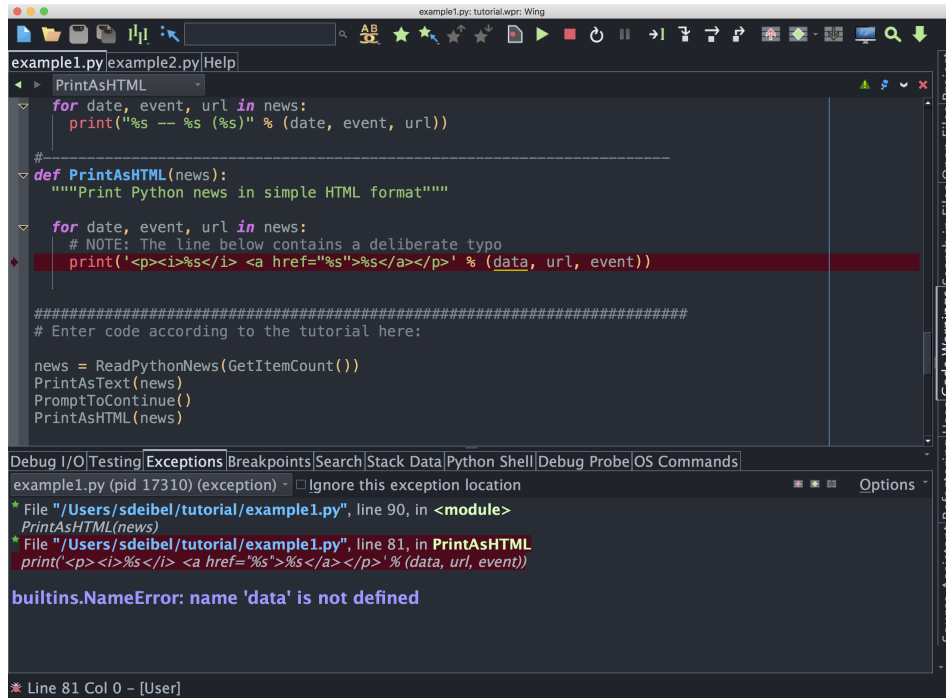 example1.py: tutorial.wpr: Wing
AB
example1.py example2.py Help
PrintAsHTML
for date, event, url in news:
print("%s -- %s (%s)" % (date, event, url))
#------------------------------------------------------------------------
def PrintAsHTML(news):
"""Print Python news in simple HTML format"""
for date, event, url in news:
# NOTE: The line below contains a deliberate typo
print('<p><i>%s</i> <a href="%s">%s</a></p>' % (data, url, event))
###########################################################################
# Enter code according to the tutorial here:
news = ReadPythonNews(GetItemCount())
PrintAsText(news)
PromptToContinue()
PrintAsHTML(news)
Debug I/O Testing Exceptions Breakpoints Search Stack Data Python Shell Debug Probe OS Commands
example1.py (pid 17310) (exception) Ignore this exception location Options
File "/Users/sdeibel/tutorial/example1.py", line 90, in <module>
PrintAsHTML(news)
File "/Users/sdeibel/tutorial/example1.py", line 81, in PrintAsHTML
print('<p><i>%s</i> <a href="%s">%s</a></p>' % (data, url, event))
builtins.NameError: name 'data' is not defined
Line 81 Col 0 – [User]